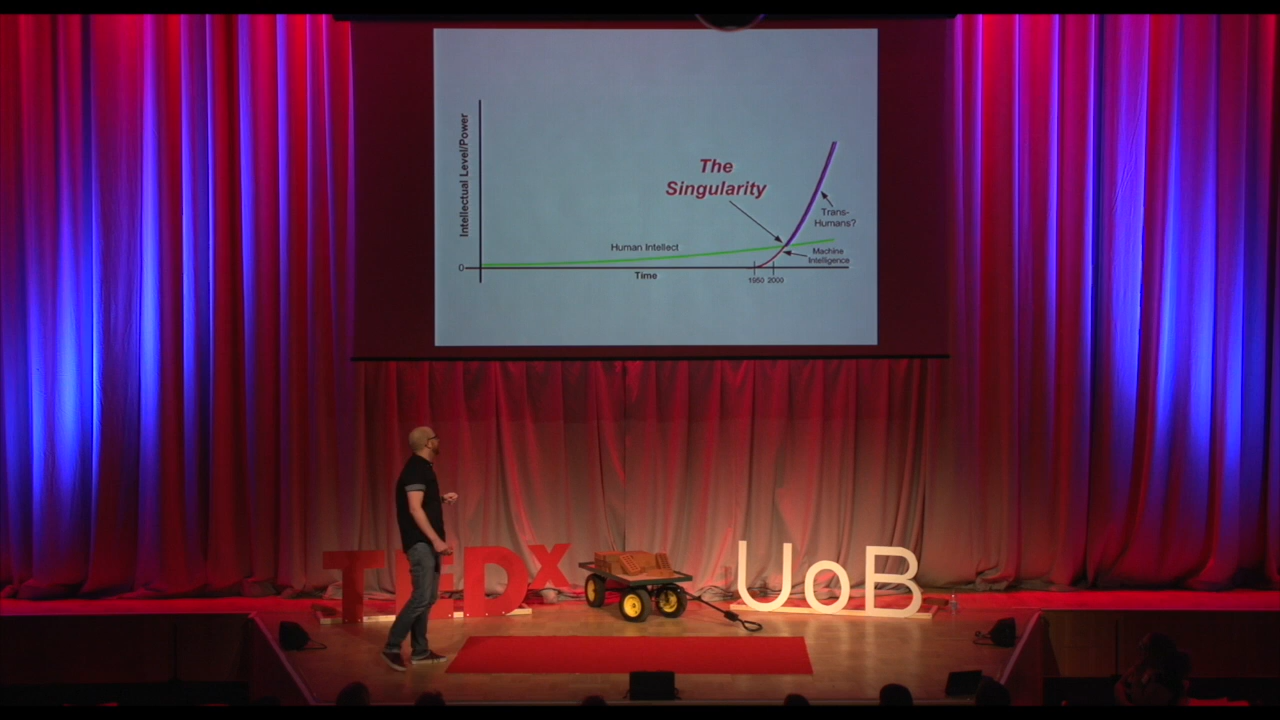 Intellectual Level/Power
The
Singularity
Trans-
Humans?
Human Intellect
Machine
Intelligence
0
Time
1950 2000
TEDx
UoB